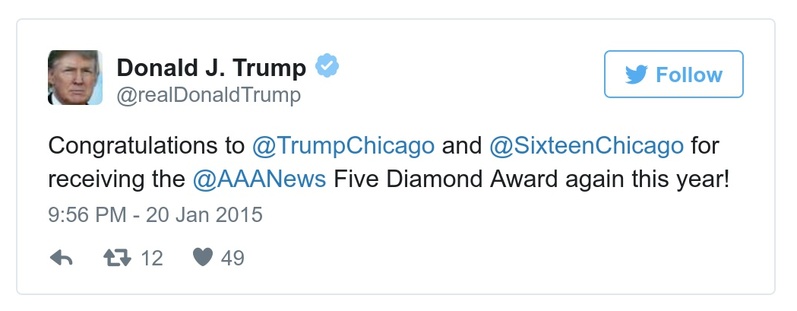 Donald J. Trump
@realDonaldTrump
Follow
Congratulations to @TrumpChicago and @SixteenChicago for
receiving the @AAANews Five Diamond Award again this year!
9:56 PM - 20 Jan 2015
12 49